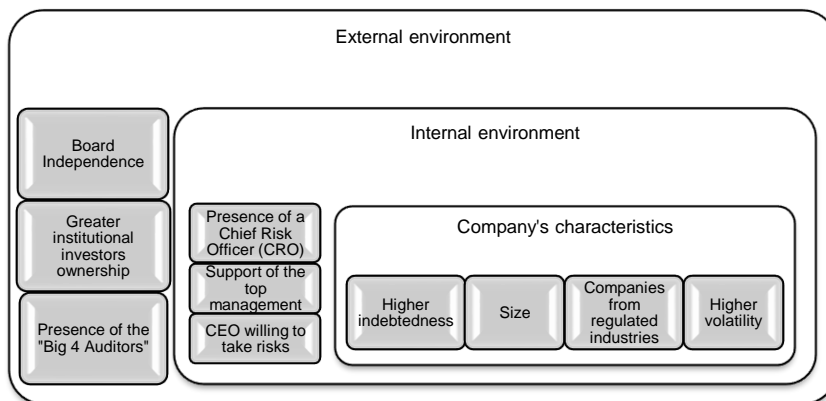 External environment
Internal environment
Board
Independence
Greater
institutional
investors
ownership
Presence of the
"Big 4 Auditors"
Presence of a
Chief Risk
Officer (CRO)
Support of the
top
management
CEO willing to
take risks
Company's characteristics
Higher
indebtedness
Size
Companies
from
regulated
industries
Higher
volatility